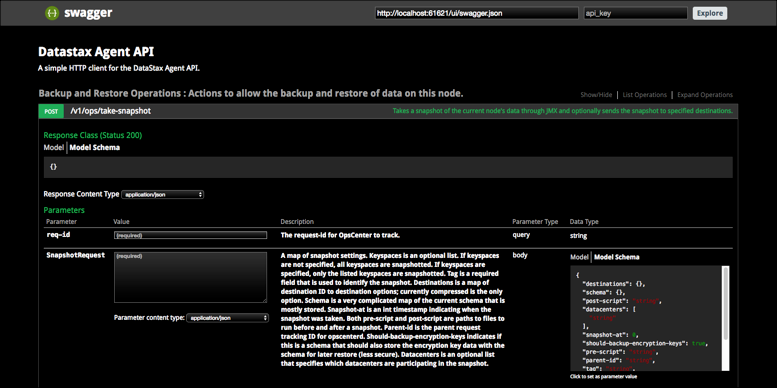 swagger
http://localhost:61621/ui/swagger.json
api_key
Explore
Datastax Agent API
A simple HTTP client for the DataStax Agent API.
Backup and Restore Operations : Actions to allow the backup and restore of data on this node.
Show/Hide
List Operations
Expand Operations
POST
/v1/ops/take-snapshot
Takes a snapshot of the current node's data through JMX and optionally sends the snapshot to specified destinations.
Response Class (Status 200)
Model
Model Schema
{}
Response Content Type
application/json
Parameters
Parameter
Value
Description
Parameter Type
Data Type
req-id
(required)
The request-id for OpsCenter to track.
query
string
SnapshotRequest
(required)
Parameter content type:
application/json
A map of snapshot settings. Keyspaces is an optional list. If keyspaces
are not specified, all keyspaces are snapshotted. If keyspaces are
specified, only the listed keyspaces are snapshotted. Tag is a required
field that is used to identify the snapshot. Destinations is a map of
destination ID to destination options; currently compressed is the only
option. Schema is a very complicated map of the current schema that is
mostly stored. Snapshot-at is an int timestamp indicating when the
snapshot was taken. Both pre-script and post-script are paths to files to
run before and after a snapshot. Parent-id is the parent request
tracking ID for opscenterd. Should-backup-encryption-keys indicates if
this is a schema that should also store the encryption key data with the
schema for later restore (less secure). Datacenters is an optional list
that specifies which datacenters are participating in the snapshot.
body
Model
Model Schema
{
"destinations": {},
"schema": {},
"post-script": "string",
"datacenters": [
"string"
],
"snapshot-at": 0,
"should-backup-encryption-keys": true,
"pre-script": "string",
"parent-id": "string",
"tag": "string",
Click to set as parameter value